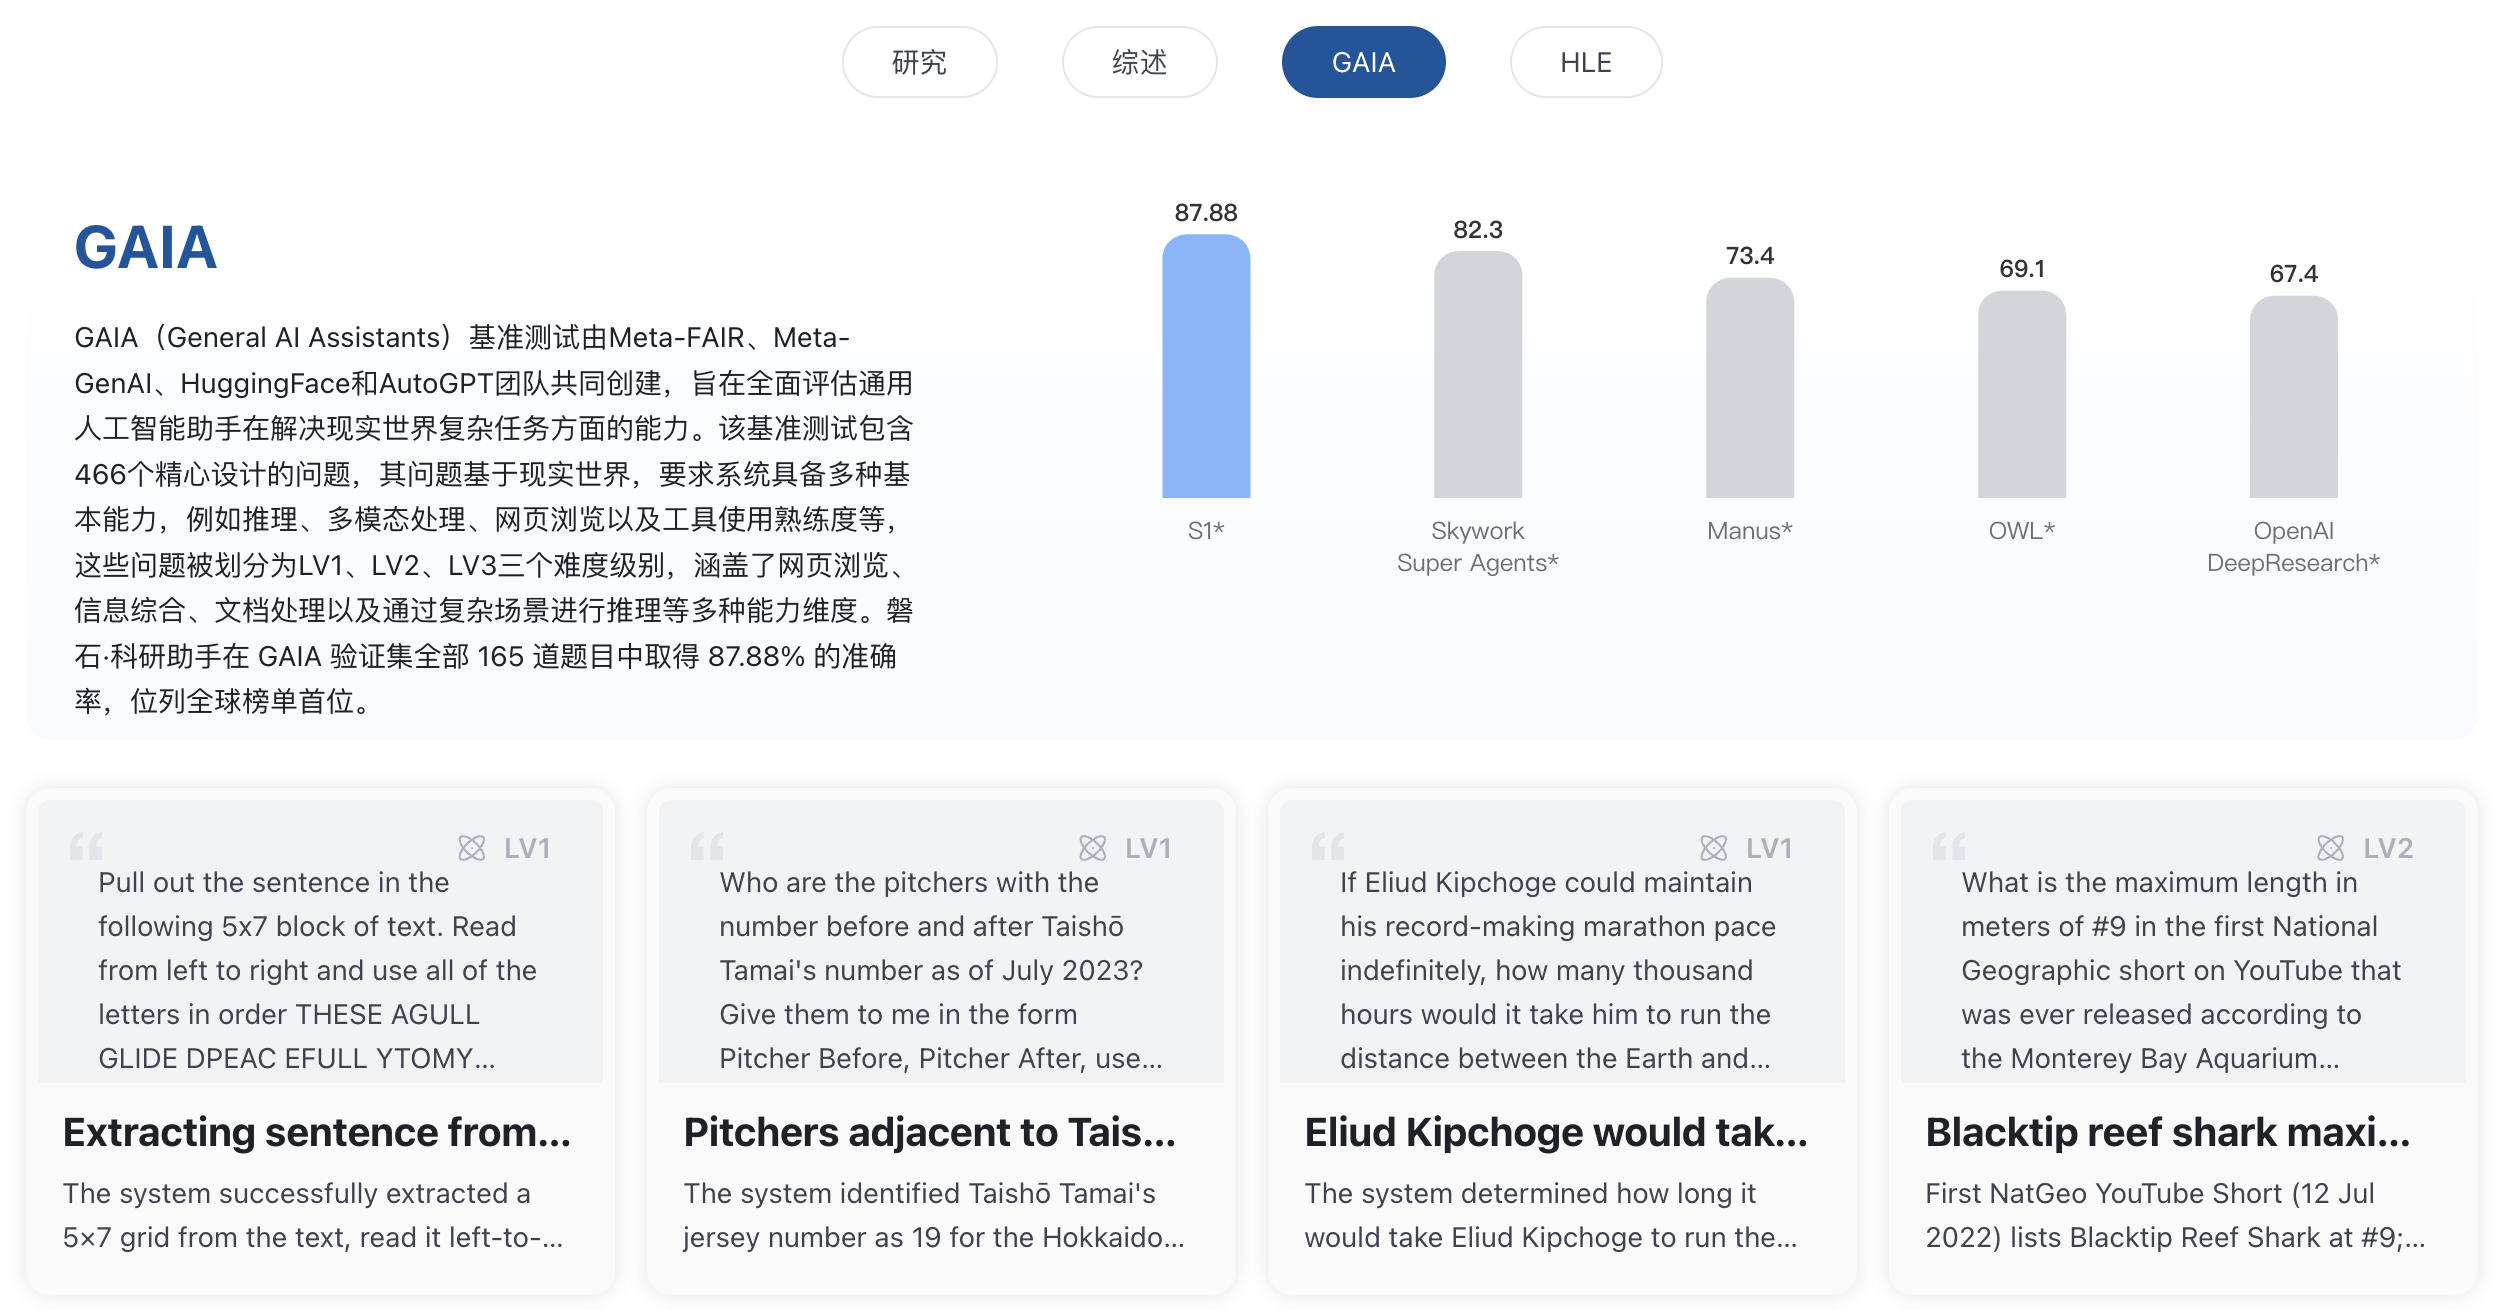 研究
综述
GAIA
HLE
GAIA
GAIA（General AI Assistants）基准测试由Meta-FAIR、Meta-
GenAI、HuggingFace和AutoGPT团队共同创建，旨在全面评估通用
人工智能助手在解决现实世界复杂任务方面的能力。该基准测试包含
466个精心设计的问题，其问题基于现实世界，要求系统具备多种基
本能力，例如推理、多模态处理、网页浏览以及工具使用熟练度等，
这些问题被划分为LV1、LV2、LV3三个难度级别，涵盖了网页浏览、
信息综合、文档处理以及通过复杂场景进行推理等多种能力维度。磐
石·科研助手在 GAIA 验证集全部 165 道题目中取得 87.88% 的准确
率，位列全球榜单首位。
87.88
82.3
73.4
69.1
67.4
S1*
Skywork
Super Agents*
Manus*
OWL*
OpenAI
DeepResearch*
LV1
Pull out the sentence in the
following 5x7 block of text. Read
from left to right and use all of the
letters in order THESE AGULL
GLIDE DPEAC EFULL YTOMY...
Extracting sentence from...
The system successfully extracted a
5×7 grid from the text, read it left-to-...
LV1
Who are the pitchers with the
number before and after Taishō
Tamai's number as of July 2023?
Give them to me in the form
Pitcher Before, Pitcher After, use...
Pitchers adjacent to Tais...
The system identified Taishō Tamai's
jersey number as 19 for the Hokkaido...
LV1
If Eliud Kipchoge could maintain
his record-making marathon pace
indefinitely, how many thousand
hours would it take him to run the
distance between the Earth and...
Eliud Kipchoge would tak...
The system determined how long it
would take Eliud Kipchoge to run the...
LV2
What is the maximum length in
meters of #9 in the first National
Geographic short on YouTube that
was ever released according to
the Monterey Bay Aquarium...
Blacktip reef shark maxi...
First NatGeo YouTube Short (12 Jul
2022) lists Blacktip Reef Shark at #9;...